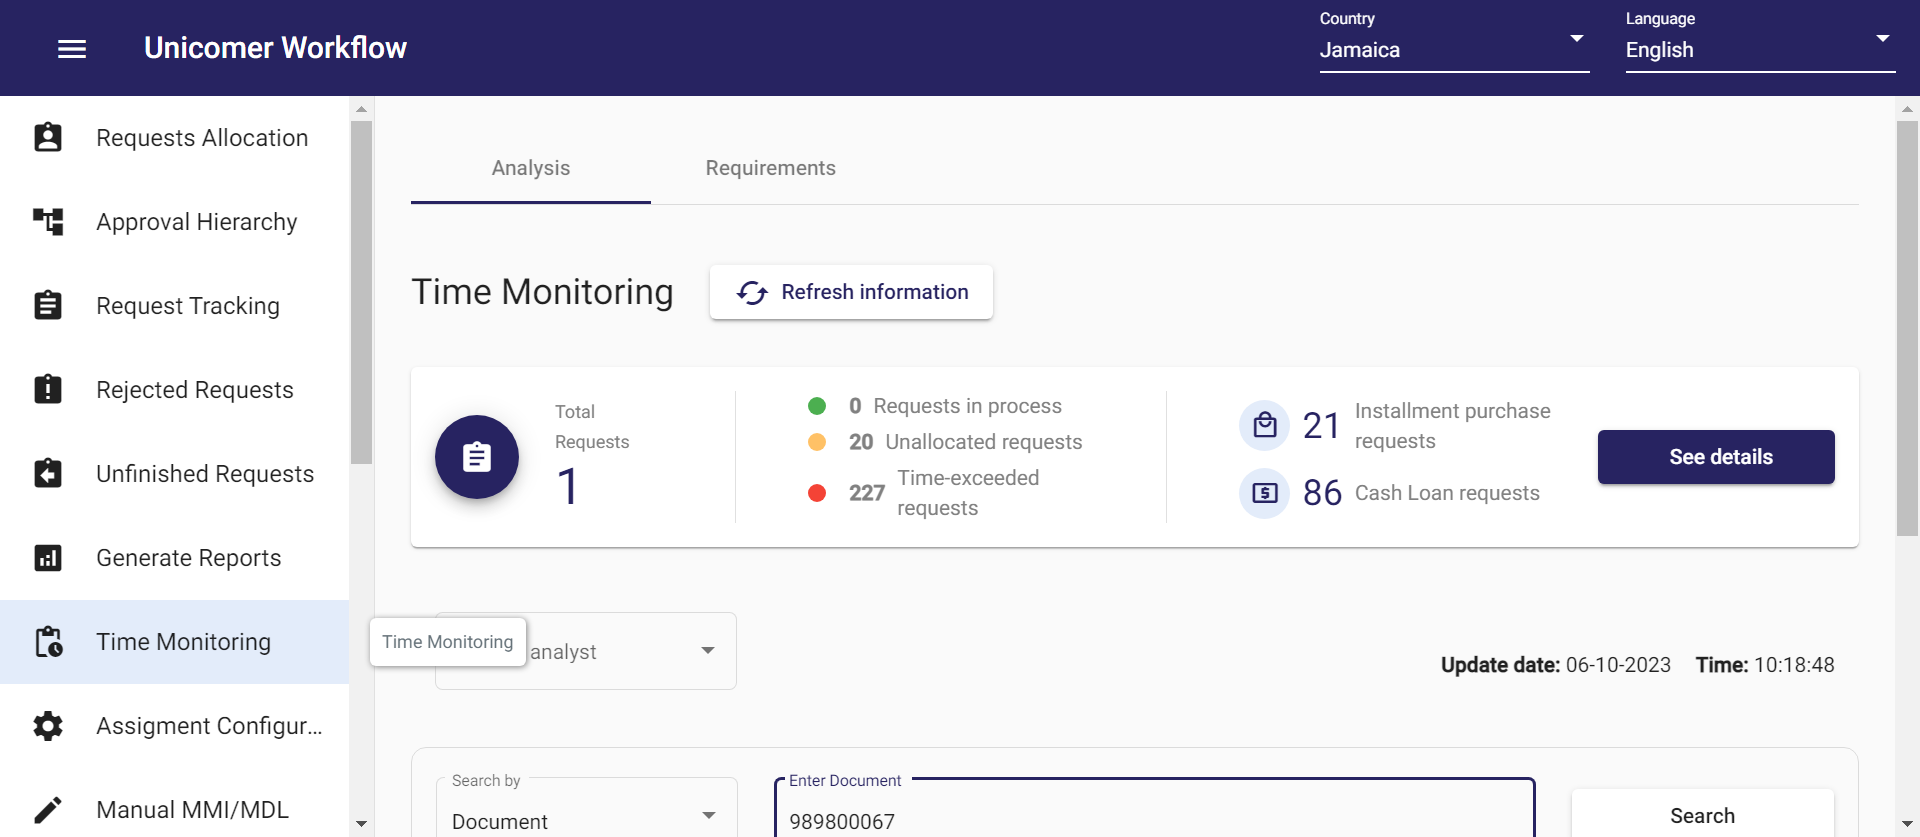 Unicomer Workflow
Country
Jamaica
Language
English
Requests Allocation
Approval Hierarchy
Request Tracking
Rejected Requests
Unfinished Requests
Generate Reports
Time Monitoring
Assigment Configur...
Manual MMI/MDL
Analysis
Requirements
Time Monitoring
Refresh information
Total
Requests
1
0 Requests in process
20 Unallocated requests
227 Time-exceeded
requests
21 Installment purchase
requests
86 Cash Loan requests
See details
Time Monitoring
analyst
Update date: 06-10-2023 Time: 10:18:48
Search by
Document
Enter Document
989800067
Search